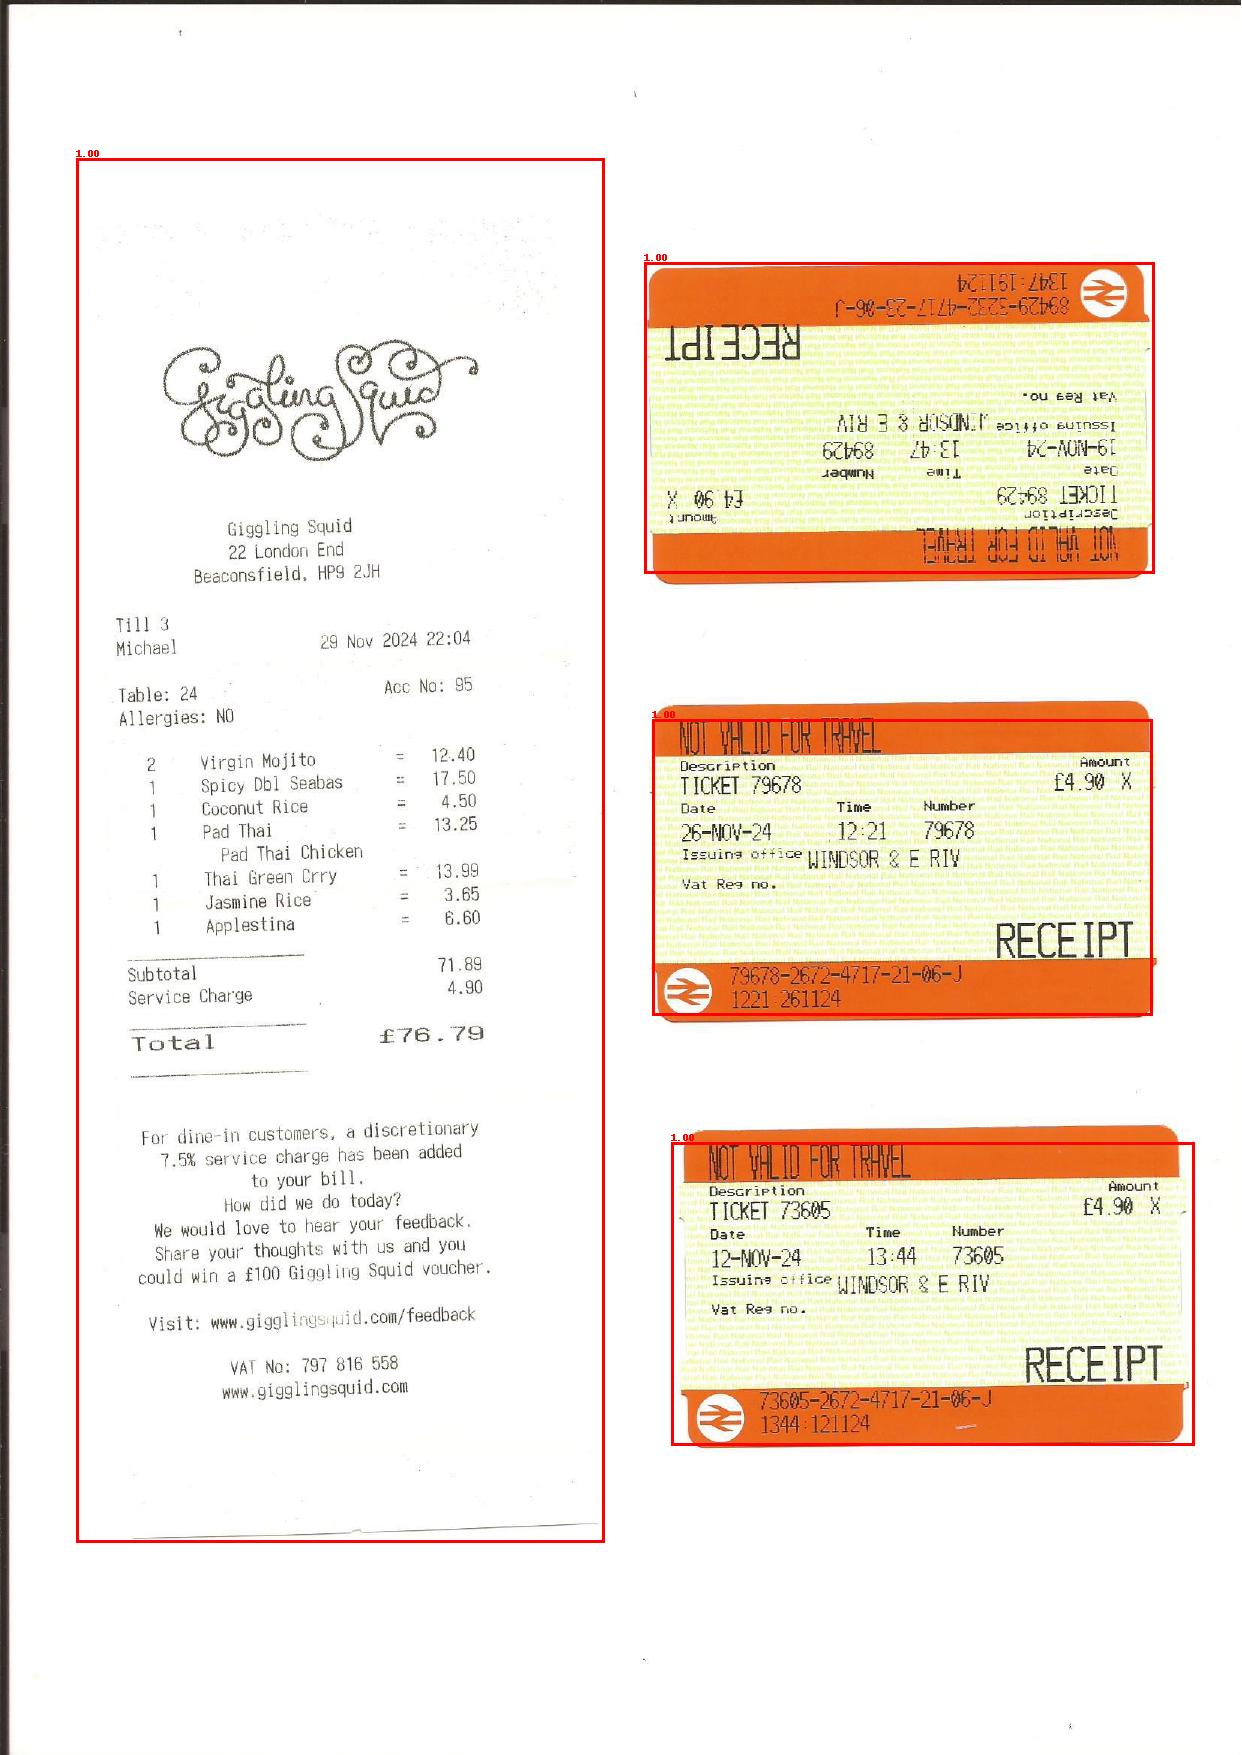 1.00
Giggling Squid
Giggling Squid
22 London End
Beaconsfield, HP9 2JH
Till 3
Michael 29 Nov 2024 22:04
Table: 24 Acc No: 95
Allergies: NO
2 Virgin Mojito = 12.40
1 Spicy Dbl Seabas = 17.50
1 Coconut Rice = 4.50
1 Pad Thai = 13.25
Pad Thai Chicken
1 Thai Green Crry = 13.99
1 Jasmine Rice = 3.65
1 Applestina = 6.60
Subtotal 71.89
Service Charge 4.90
Total £76.79
For dine-in customers, a discretionary
7.5% service charge has been added
to your bill.
How did we do today?
We would love to hear your feedback.
Share your thoughts with us and you
could win a £100 Giggling Squid voucher.
Visit: www.gigglingsquid.com/feedback
VAT No: 797 816 558
www.gigglingsquid.com
1.00
NOT VALID FOR TRAVEL
Description Amount
TICKET 89429 £4.90 X
Date Time Number
19-NOV-24 13:47 89429
Issuing office WINDSOR & E RIV
Vat Reg no.
RECEIPT
89429-3232-4717-23-06-J
1347:191124
1.00
NOT VALID FOR TRAVEL
Description Amount
TICKET 79678 £4.90 X
Date Time Number
26-NOV-24 12:21 79678
Issuing office WINDSOR & E RIV
Vat Reg no.
RECEIPT
79678-2672-4717-21-06-J
1221:261124
1.00
NOT VALID FOR TRAVEL
Description Amount
TICKET 73605 £4.90 X
Date Time Number
12-NOV-24 13:44 73605
Issuing office WINDSOR & E RIV
Vat Reg no.
RECEIPT
73605-2672-4717-21-06-J
1344:121124